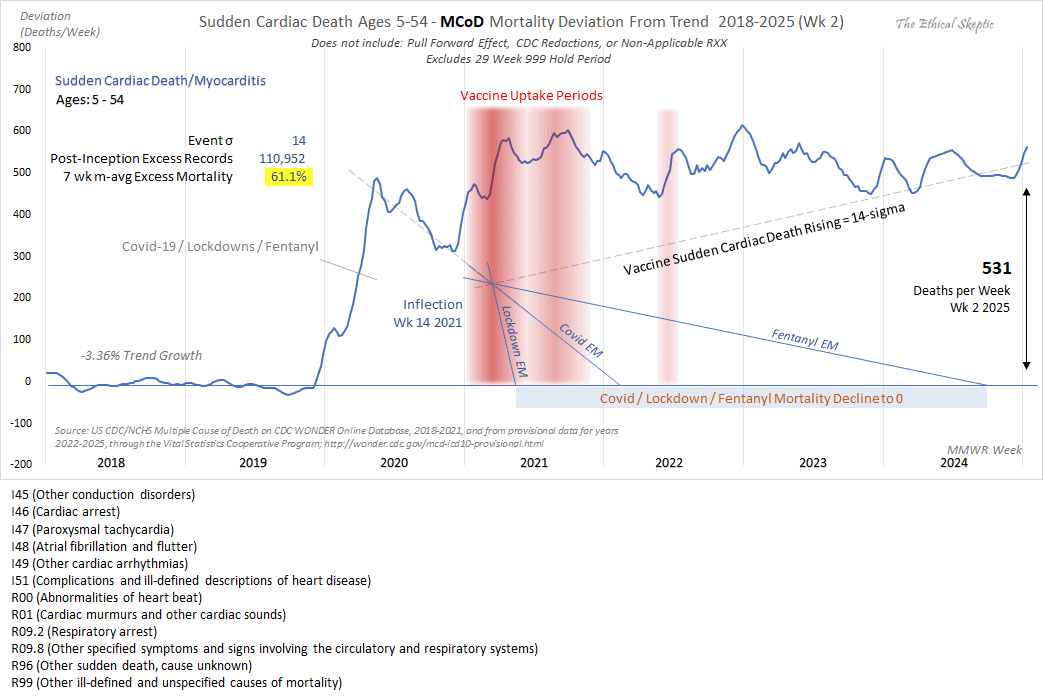 Deviation
(Deaths/Week)
Sudden Cardiac Death Ages 5-54 - MCoD Mortality Deviation From Trend 2018-2025 (Wk 2)
The Ethical Skeptic
Does not include: Pull Forward Effect, CDC Redactions, or Non-Applicable RXX
Excludes 29 Week 999 Hold Period
800
700
600
500
400
300
200
100
0
-100
-200
Sudden Cardiac Death/Myocarditis
Ages: 5 - 54
Event σ 14
Post-Inception Excess Records 110,952
7 wk m-avg Excess Mortality 61.1%
Vaccine Uptake Periods
Covid-19 / Lockdowns / Fentanyl
Vaccine Sudden Cardiac Death Rising = 14-sigma
Inflection
Wk 14 2021
Lockdown EM
Covid EM
Fentanyl EM
531
Deaths per Week
Wk 2 2025
-3.36% Trend Growth
Covid / Lockdown / Fentanyl Mortality Decline to 0
Source: US CDC/NCHS Multiple Cause of Death on CDC WONDER Online Database, 2018-2021, and from provisional data for years
2022-2025, through the Vital Statistics Cooperative Program; http://wonder.cdc.gov/mcd-icd10-provisional.html
MMWR Week
2018 2019 2020 2021 2022 2023 2024
I45 (Other conduction disorders)
I46 (Cardiac arrest)
I47 (Paroxysmal tachycardia)
I48 (Atrial fibrillation and flutter)
I49 (Other cardiac arrhythmias)
I51 (Complications and ill-defined descriptions of heart disease)
R00 (Abnormalities of heart beat)
R01 (Cardiac murmurs and other cardiac sounds)
R09.2 (Respiratory arrest)
R09.8 (Other specified symptoms and signs involving the circulatory and respiratory systems)
R96 (Other sudden death, cause unknown)
R99 (Other ill-defined and unspecified causes of mortality)